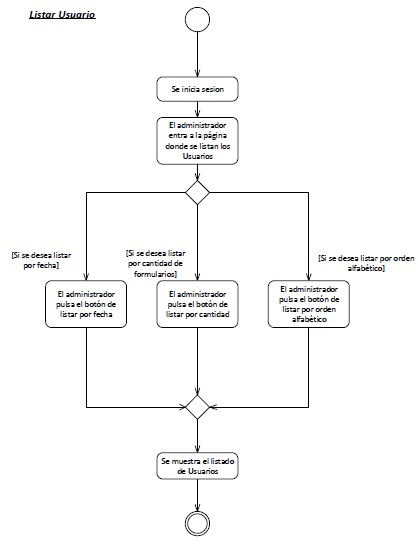 Listar Usuario
Se inicia sesion
El administrador
entra a la página
donde se listan los
Usuarios
[Si se desea listar
por fecha]
[Si se desea listar
por cantidad de
formularios]
[Si se desea listar por orden
alfabético]
El administrador
pulsa el botón de
listar por fecha
El administrador
pulsa el botón de
listar por cantidad
El administrador
pulsa el botón de
listar por orden
alfabético
Se muestra el listado
de Usuarios